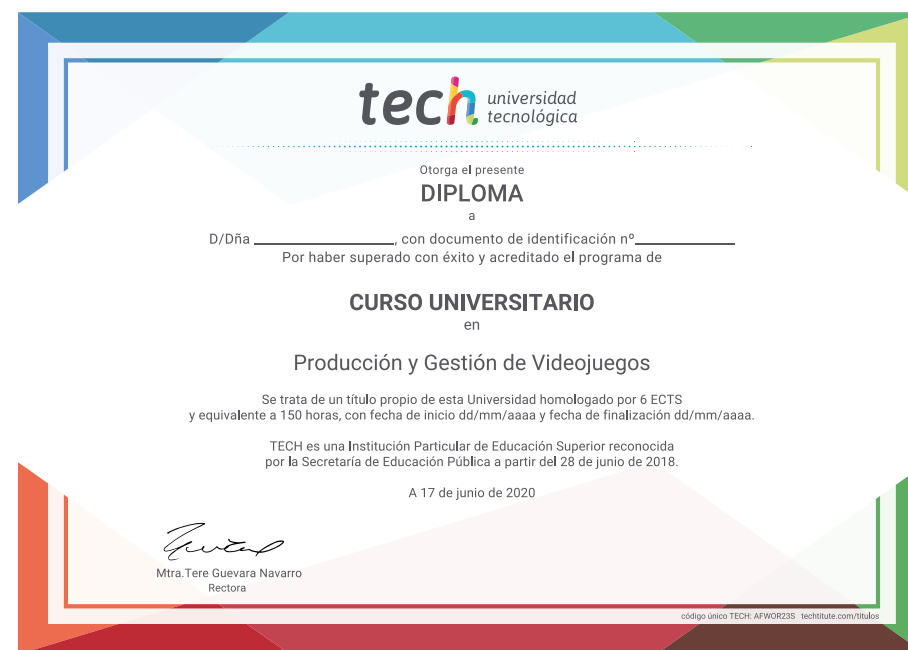 tech universidad
tecnológica
Otorga el presente
DIPLOMA
a
D/Dña ____________________, con documento de identificación nº______________
Por haber superado con éxito y acreditado el programa de
CURSO UNIVERSITARIO
en
Producción y Gestión de Videojuegos
Se trata de un título propio de esta Universidad homologado por 6 ECTS
y equivalente a 150 horas, con fecha de inicio dd/mm/aaaa y fecha de finalización dd/mm/aaaa.
TECH es una Institución Particular de Educación Superior reconocida
por la Secretaría de Educación Pública a partir del 28 de junio de 2018.
A 17 de junio de 2020
Mtra.Tere Guevara Navarro
Rectora
código único TECH: AFWOR23S techtitute.com/titulos